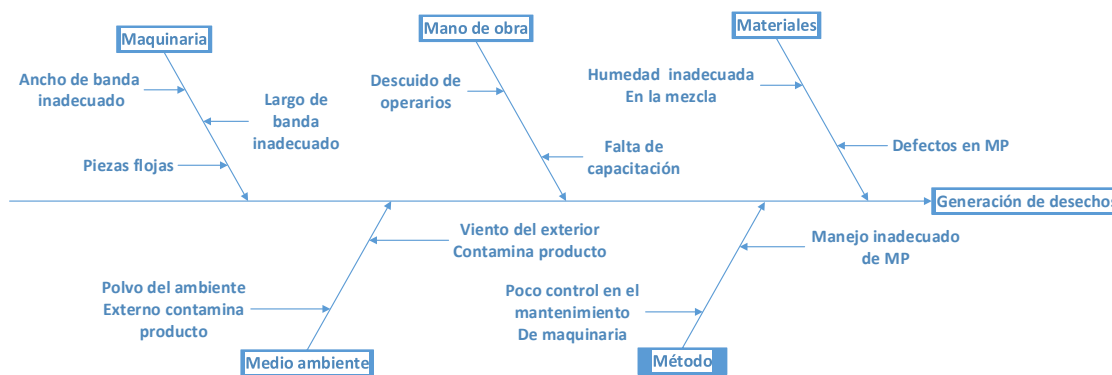 Maquinaria
Mano de obra
Materiales
Ancho de banda
inadecuado
Largo de
banda
inadecuado
Piezas flojas
Descuido de
operarios
Falta de
capacitación
Humedad inadecuada
En la mezcla
Defectos en MP
Generación de desechos
Viento del exterior
Contamina producto
Polvo del ambiente
Externo contamina
producto
Manejo inadecuado
de MP
Poco control en el
mantenimiento
De maquinaria
Medio ambiente
Método